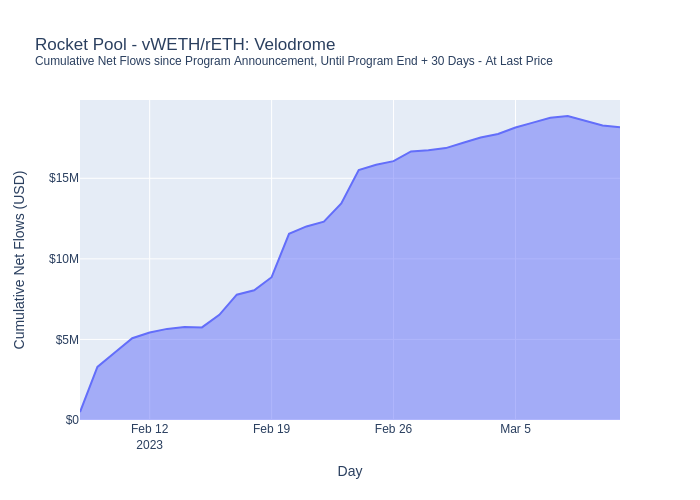 Rocket Pool - vWETH/rETH: Velodrome
Cumulative Net Flows since Program Announcement, Until Program End + 30 Days - At Last Price
Cumulative Net Flows (USD)
$15M
$10M
$5M
$0
Feb 12
2023
Feb 19
Feb 26
Mar 5
Day